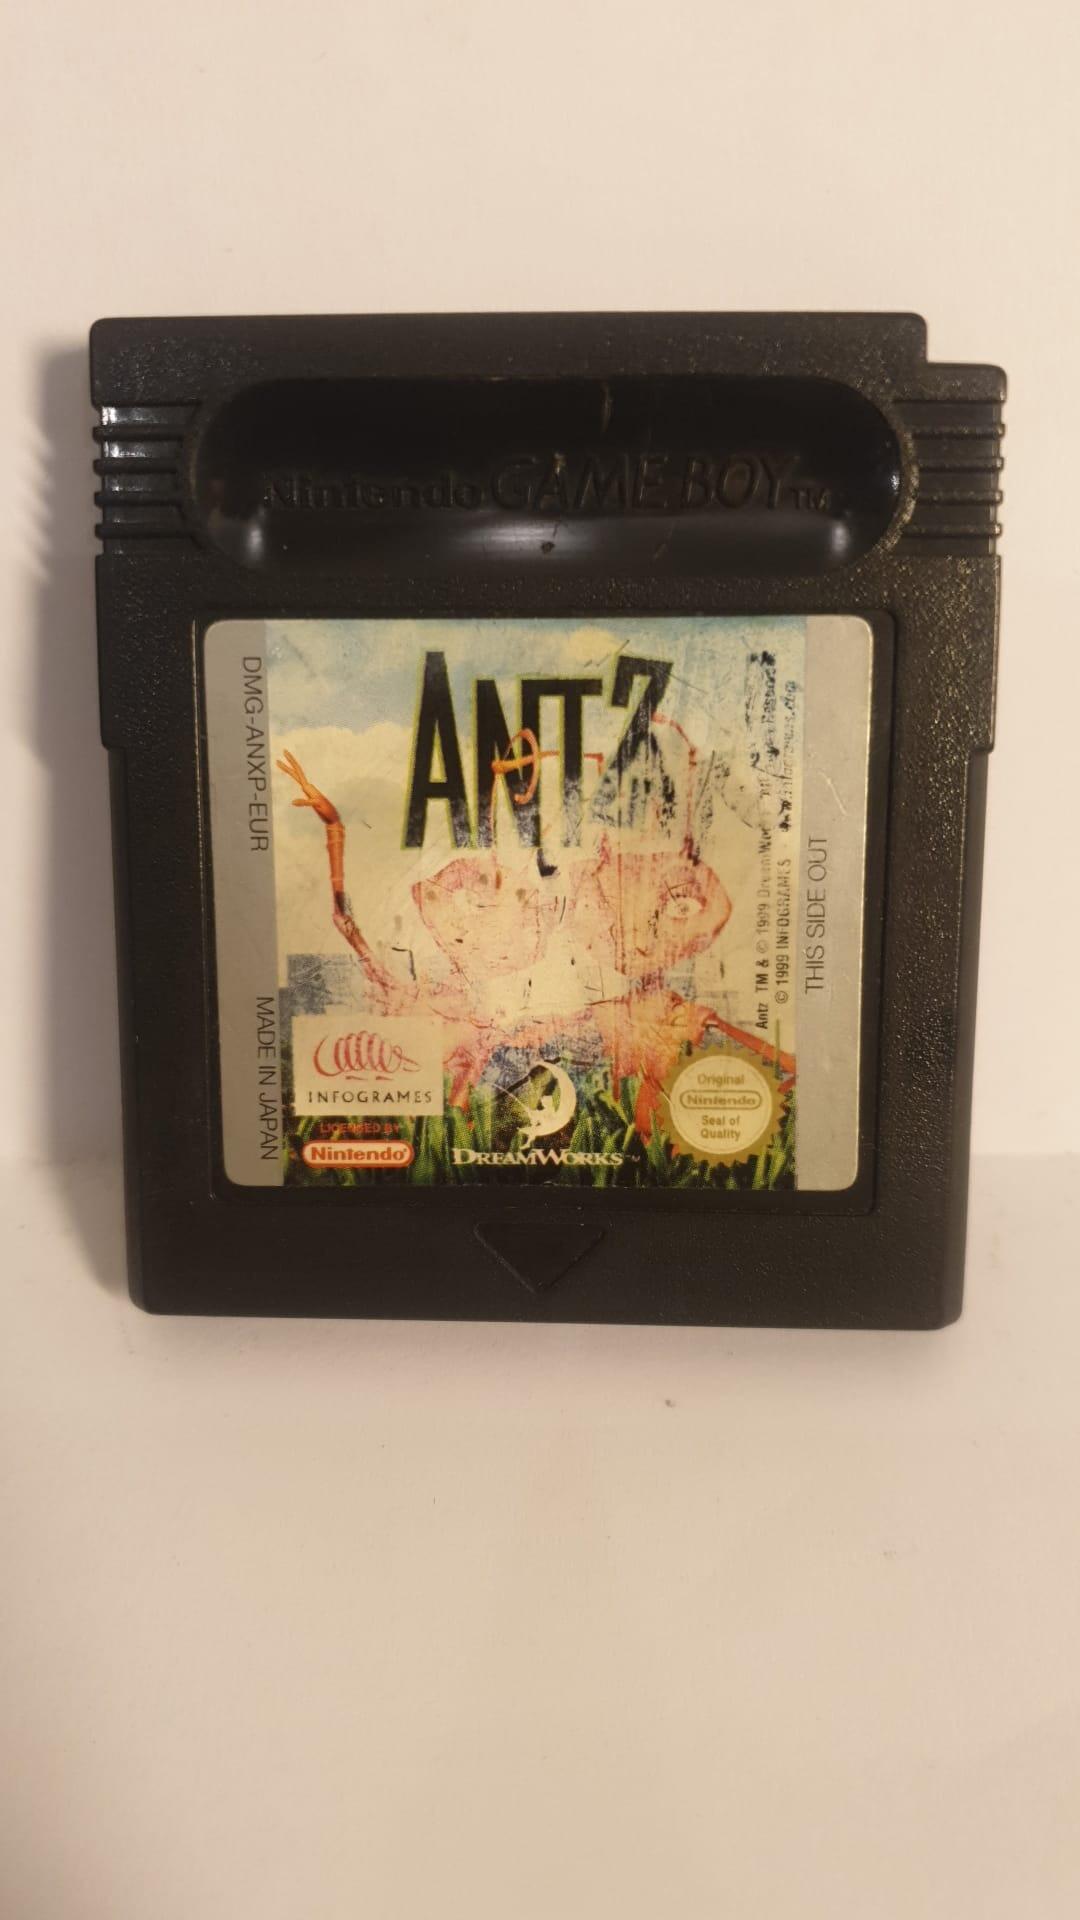 Nintendo GAME BOY TM
ANTZ
DMG-ANXP-EUR
MADE IN JAPAN
Antz TM & © 1999 DreamWorks
© 1999 INFOGRAMES
THIS SIDE OUT
INFOGRAMES
LICENSED BY
Nintendo
DREAMWORKS TM
Original
Nintendo
Seal of
Quality